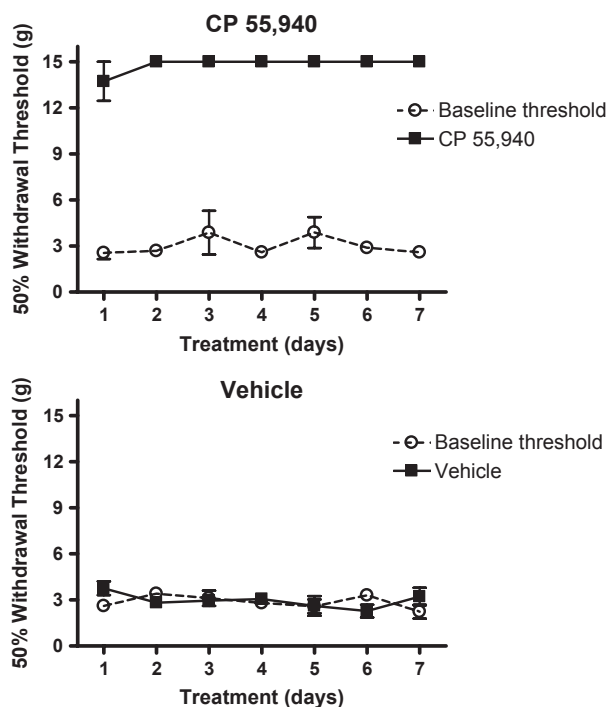 CP 55,940
50% Withdrawal Threshold (g)
15
12
9
6
3
0
Baseline threshold
CP 55,940
1 2 3 4 5 6 7
Treatment (days)
Vehicle
50% Withdrawal Threshold (g)
15
12
9
6
3
0
Baseline threshold
Vehicle
1 2 3 4 5 6 7
Treatment (days)